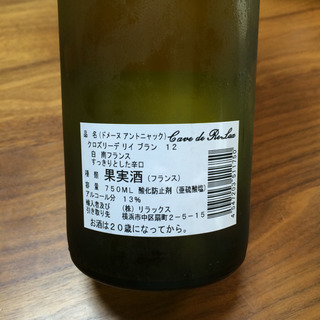 品 名 (ドメーヌ アントニャック) Cave de ReLax
クロズリーデ リイ ブラン 12
白 南フランス
すっきりとした辛口
種 類 果実酒 (フランス)
容 量 750ML 酸化防止剤 (亜硫酸塩)
アルコール分 13%
輸入者及び (株) リラックス
引き取り先 横浜市中区扇町2-5-15
お酒は20歳になってから。